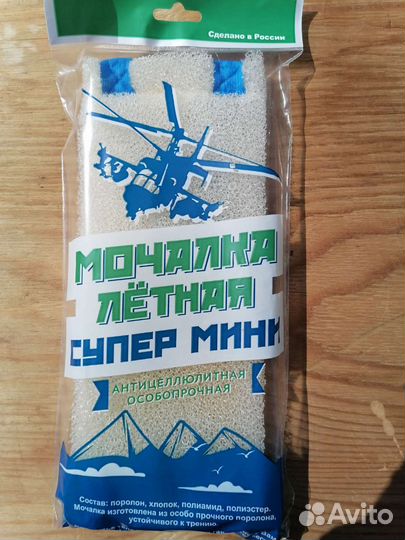 Сделано в России
МОЧАЛКА
ЛЁТНАЯ
СУПЕР МИНИ
АНТИЦЕЛЛЮЛИТНАЯ
ОСОБОПРОЧНАЯ
Состав: поролон, хлопок, полиамид, полиэстер.
Мочалка изготовлена из особо прочного поролона,
устойчивого к трению.
Avito